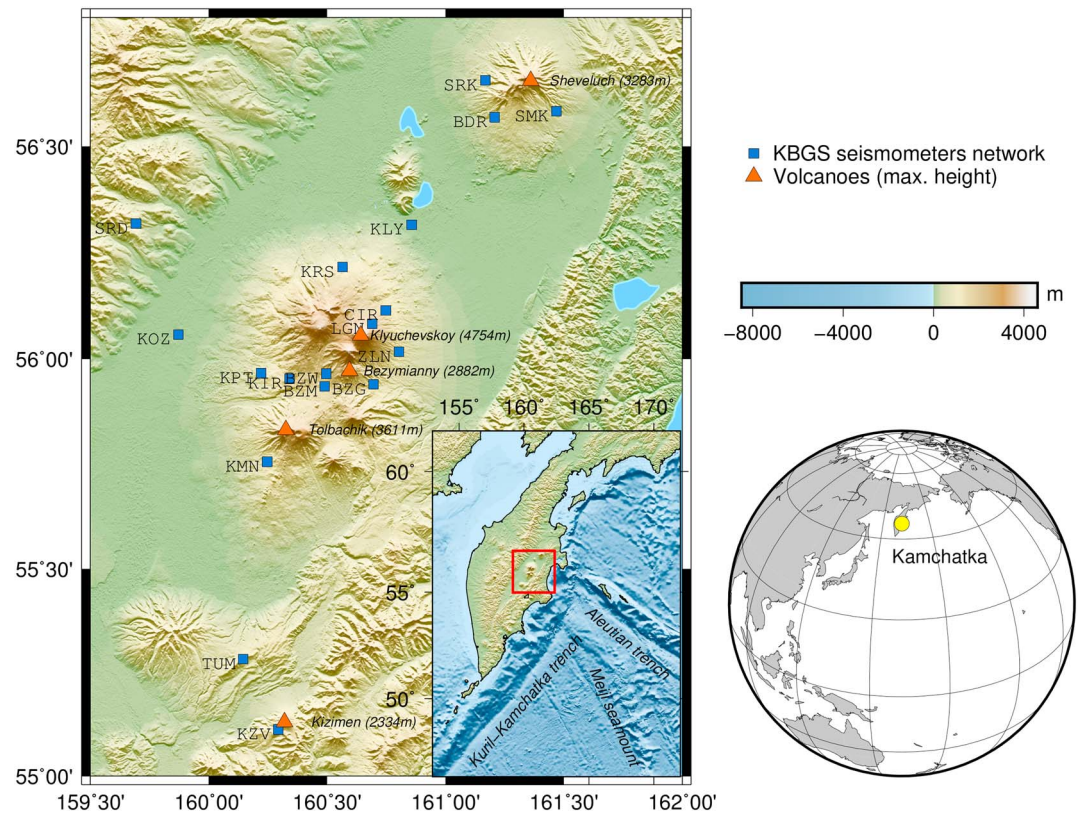 SRK
Sheveluch (3283m)
BDR
SMK
56˚30'
KBGS seismometers network
Volcanoes (max. height)
SRD
KLY
KRS
m
CIR
LGN
Klyuchevskoy (4754m)
−8000
−4000
0
4000
KOZ
ZLN
56˚00'
KPT
KIR
BZW
Bezymianny (2882m)
BZM
BZG
155˚
160˚
165˚
170˚
Tolbachik (3611m)
KMN
60˚
Kamchatka
55˚30'
55˚
Aleutian trench
Kuril−Kamchatka trench
Meiji seamount
TUM
50˚
Kizimen (2334m)
KZV
55˚00'
159˚30'
160˚00'
160˚30'
161˚00'
161˚30'
162˚00'